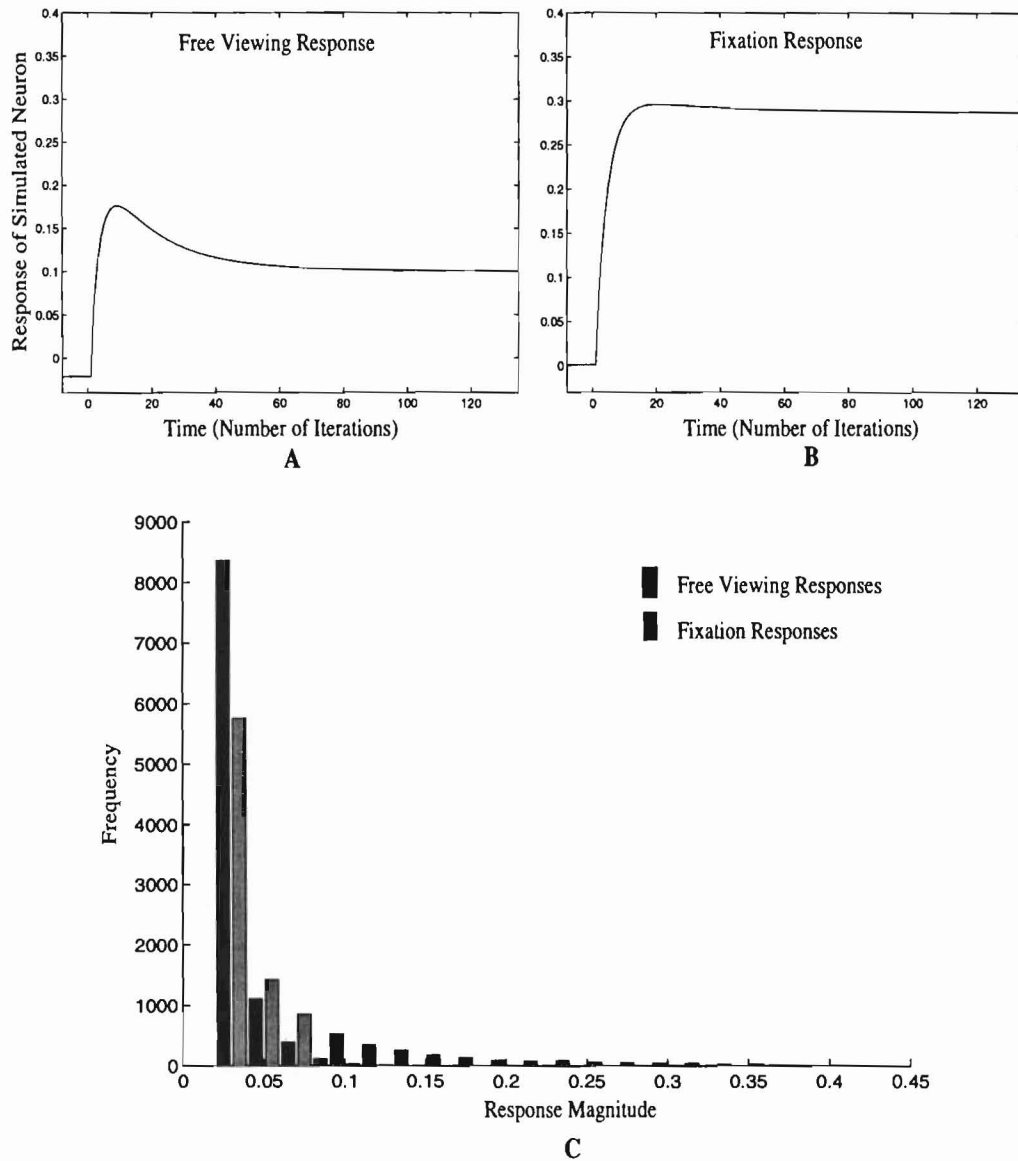 Free Viewing Response
Response of Simulated Neuron
0.4
0.35
0.3
0.25
0.2
0.15
0.1
0.05
0
0 20 40 60 80 100 120
Time (Number of Iterations)
A
Fixation Response
0.4
0.35
0.3
0.25
0.2
0.15
0.1
0.05
0
0 20 40 60 80 100 120
Time (Number of Iterations)
B
Frequency
9000
8000
7000
6000
5000
4000
3000
2000
1000
0
Free Viewing Responses
Fixation Responses
0 0.05 0.1 0.15 0.2 0.25 0.3 0.35 0.4 0.45
Response Magnitude
C